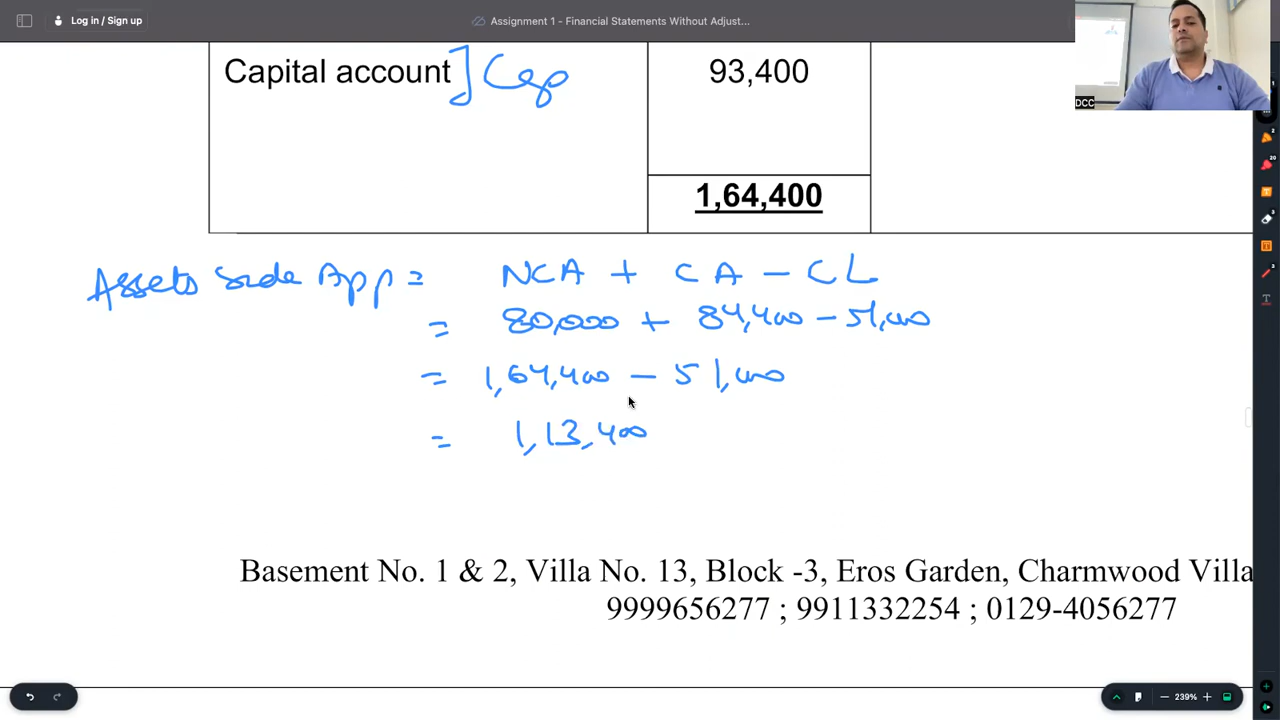 Log in / Sign up
Assignment 1 - Financial Statements Without Adjust...
Capital account ] Cap 93,400
1,64,400
DCC
Assets side App = NCA + CA - CL
= 80,000 + 84,400 - 51,000
= 1,64,400 - 51,000
= 1,13,400
Basement No. 1 & 2, Villa No. 13, Block -3, Eros Garden, Charmwood Villa
9999656277 ; 9911332254 ; 0129-4056277
239%